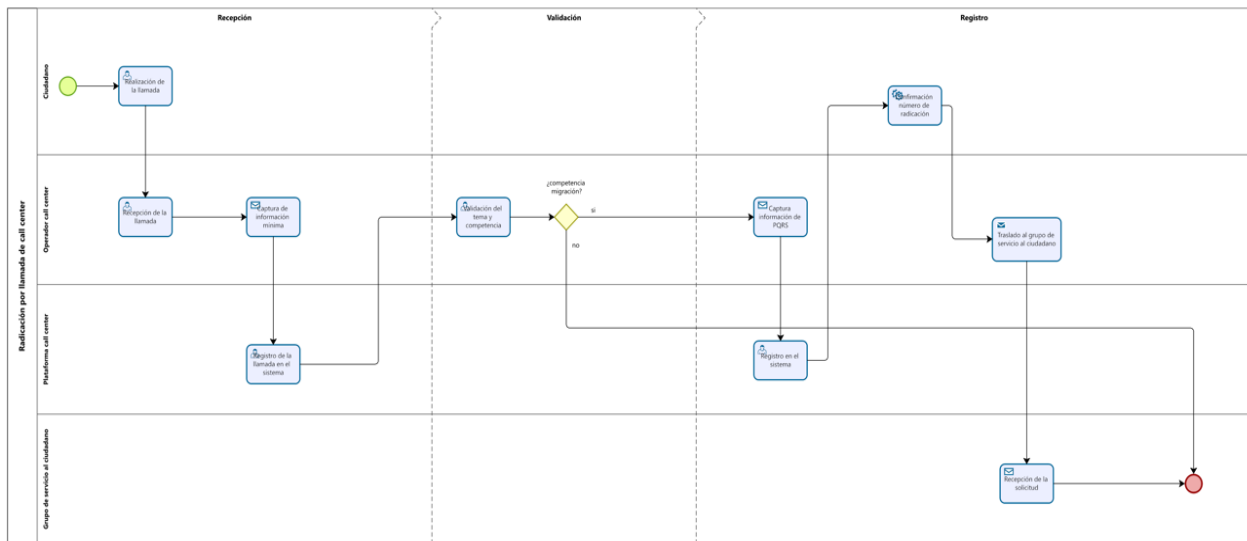 Recepción
Validación
Registro
Radicación por llamada de call center
Ciudadano
Realización de
la llamada
Confirmación
número de
radicación
Operador call center
Recepción de la
llamada
Captura de
información
mínima
Validación del
tema y
competencia
¿competencia
migración?
si
no
Captura
información de
PQRS
Traslado al grupo de
servicio al ciudadano
Plataforma call center
Registro de la
llamada en el
sistema
Registro en el
sistema
Grupo de servicio al ciudadano
Recepción de la
solicitud